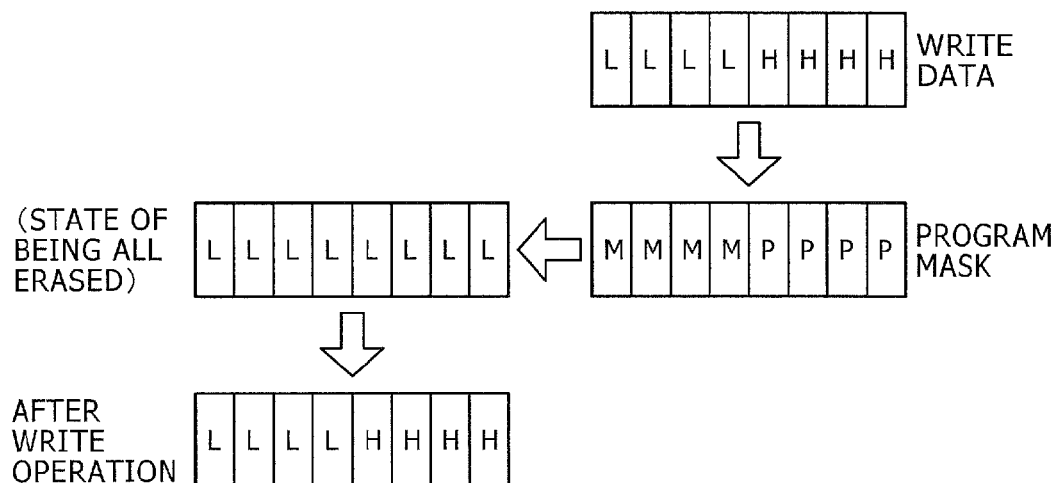 L L L L H H H H
WRITE
DATA
(STATE OF
BEING ALL
ERASED)
L L L L L L L L
M M M M P P P P
PROGRAM
MASK
AFTER
WRITE
OPERATION
L L L L H H H H